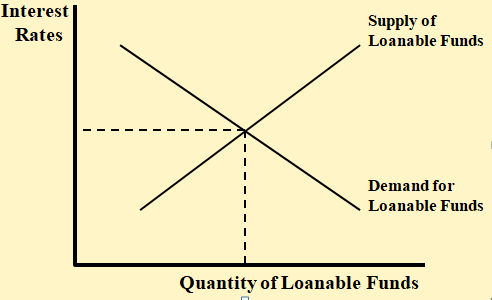 Interest
Rates
Supply of
Loanable Funds
Demand for
Loanable Funds
Quantity of Loanable Funds